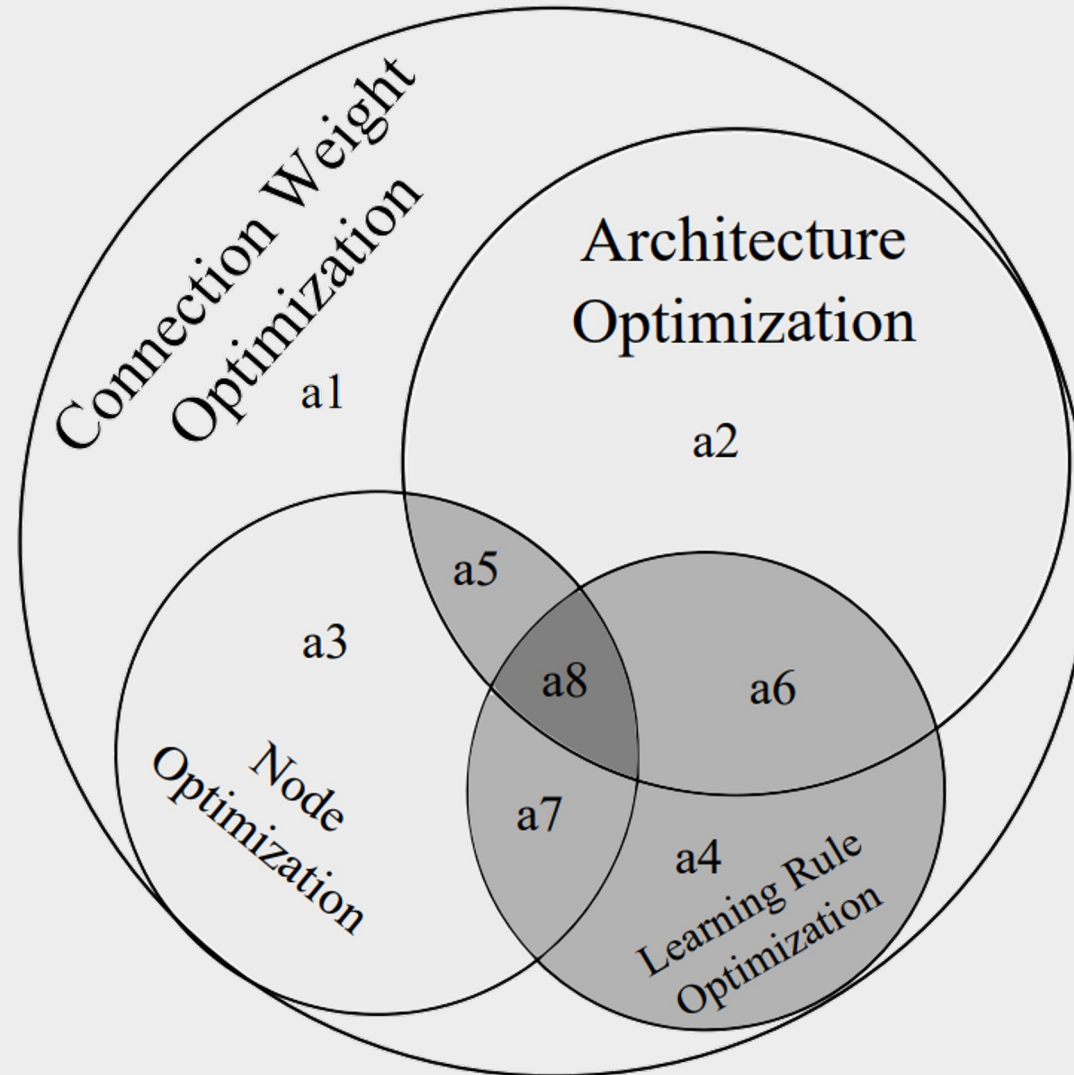 Connection Weight
Optimization
a1
Architecture
Optimization
a2
a5
a3
a8
a6
Node
Optimization
a7
a4
Learning Rule
Optimization